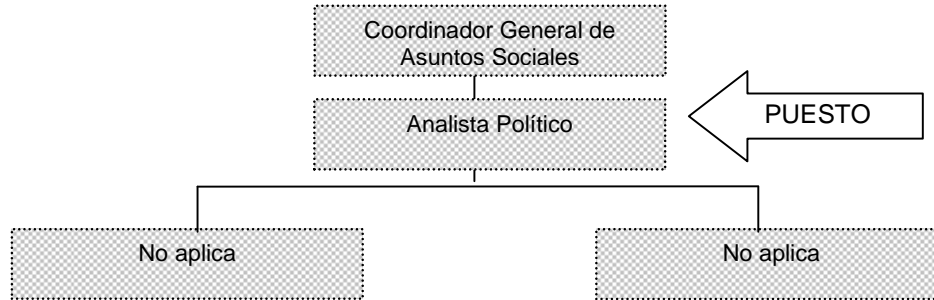 Coordinador General de
Asuntos Sociales
Analista Político
PUESTO
No aplica
No aplica